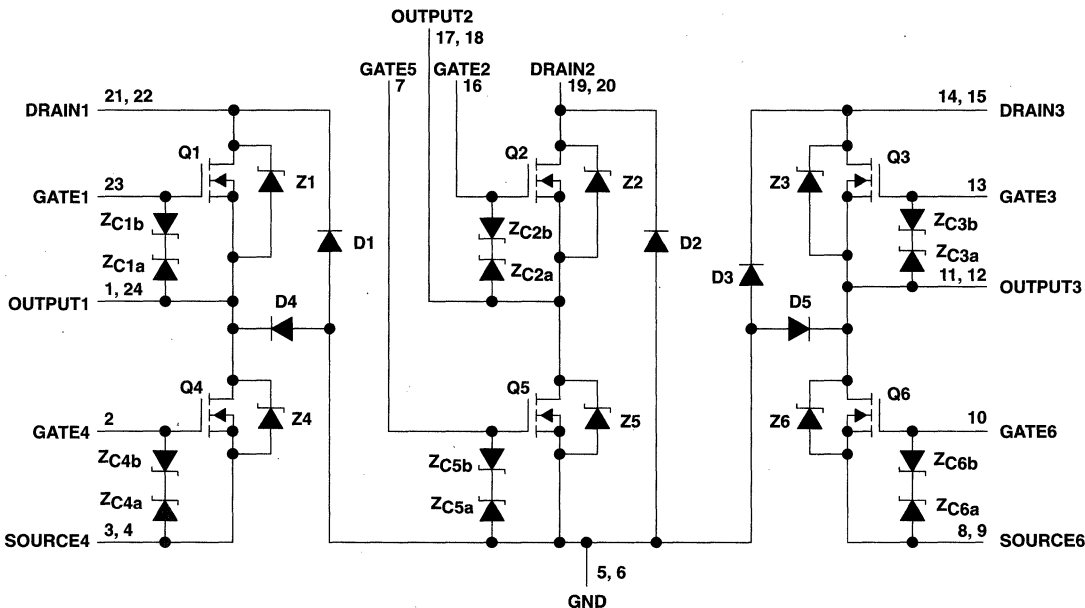 OUTPUT2
17, 18
GATE5
7
GATE2
16
DRAIN2
19, 20
DRAIN1
21, 22
14, 15
DRAIN3
Q1
Z1
Q2
Z2
Z3
Q3
GATE1
23
13
GATE3
ZC1b
ZC1a
D1
ZC2b
ZC2a
D2
D3
ZC3b
ZC3a
OUTPUT1
1, 24
11, 12
OUTPUT3
D4
D5
Q4
Z4
Q5
Z5
Z6
Q6
GATE4
2
10
GATE6
ZC4b
ZC4a
ZC5b
ZC5a
ZC6b
ZC6a
SOURCE4
3, 4
8, 9
SOURCE6
5, 6
GND